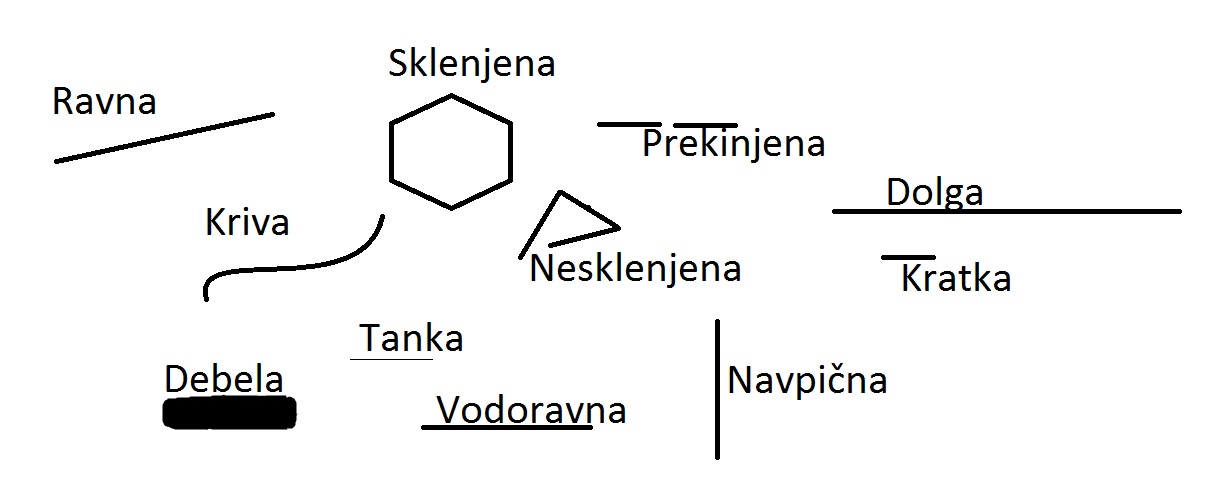 Sklenjena
Ravna
Prekinjena
Dolga
Kriva
Nesklenjena
Kratka
Tanka
Debela
Navpična
Vodoravna